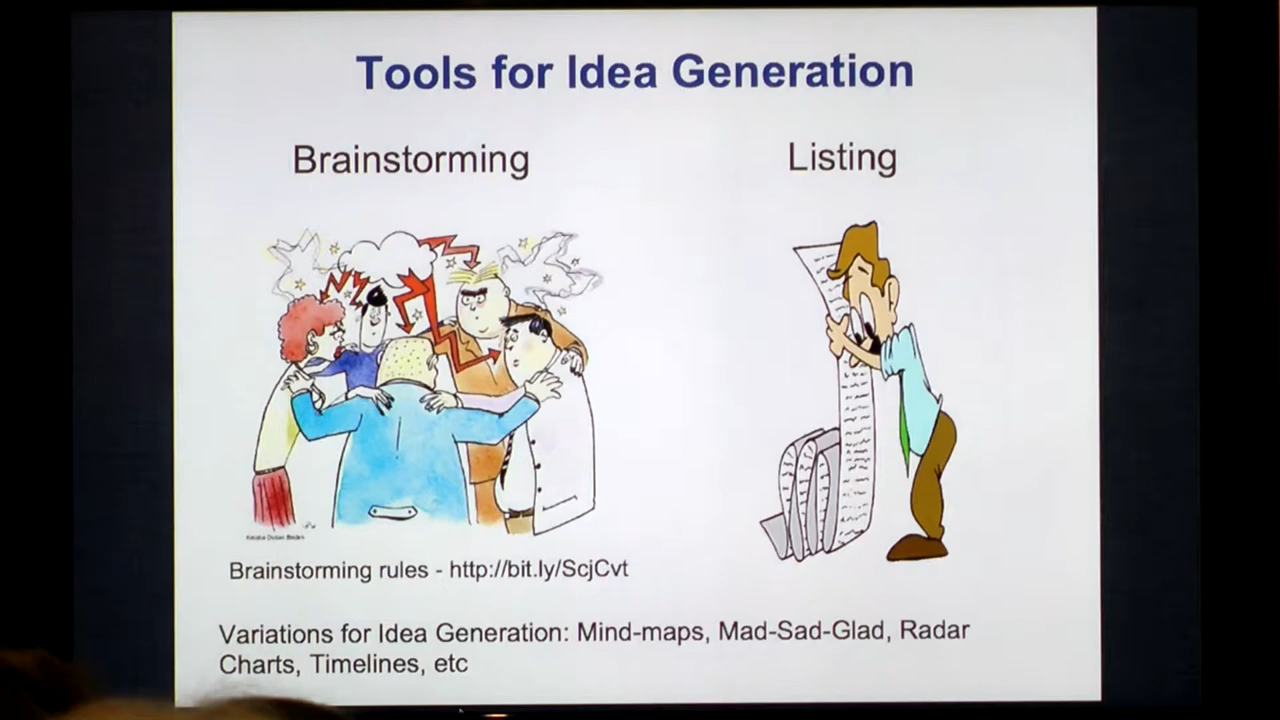 Tools for Idea Generation
Brainstorming
Listing
Brainstorming rules - http://bit.ly/ScjCvt
Variations for Idea Generation: Mind-maps, Mad-Sad-Glad, Radar
Charts, Timelines, etc